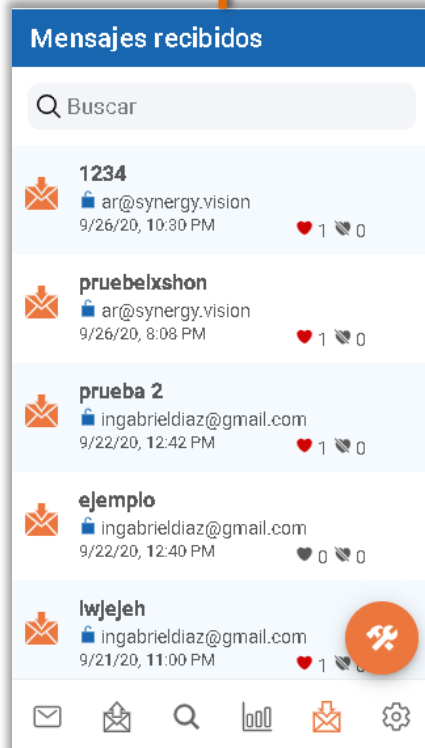 Mensajes recibidos
Buscar
1234
ar@synergy.vision
9/26/20, 10:30 PM
1 0
pruebelxshon
ar@synergy.vision
9/26/20, 8:08 PM
1 0
prueba 2
ingabrieldiaz@gmail.com
9/22/20, 12:42 PM
1 0
ejemplo
ingabrieldiaz@gmail.com
9/22/20, 12:40 PM
0 0
lwjejeh
ingabrieldiaz@gmail.com
9/21/20, 11:00 PM
1